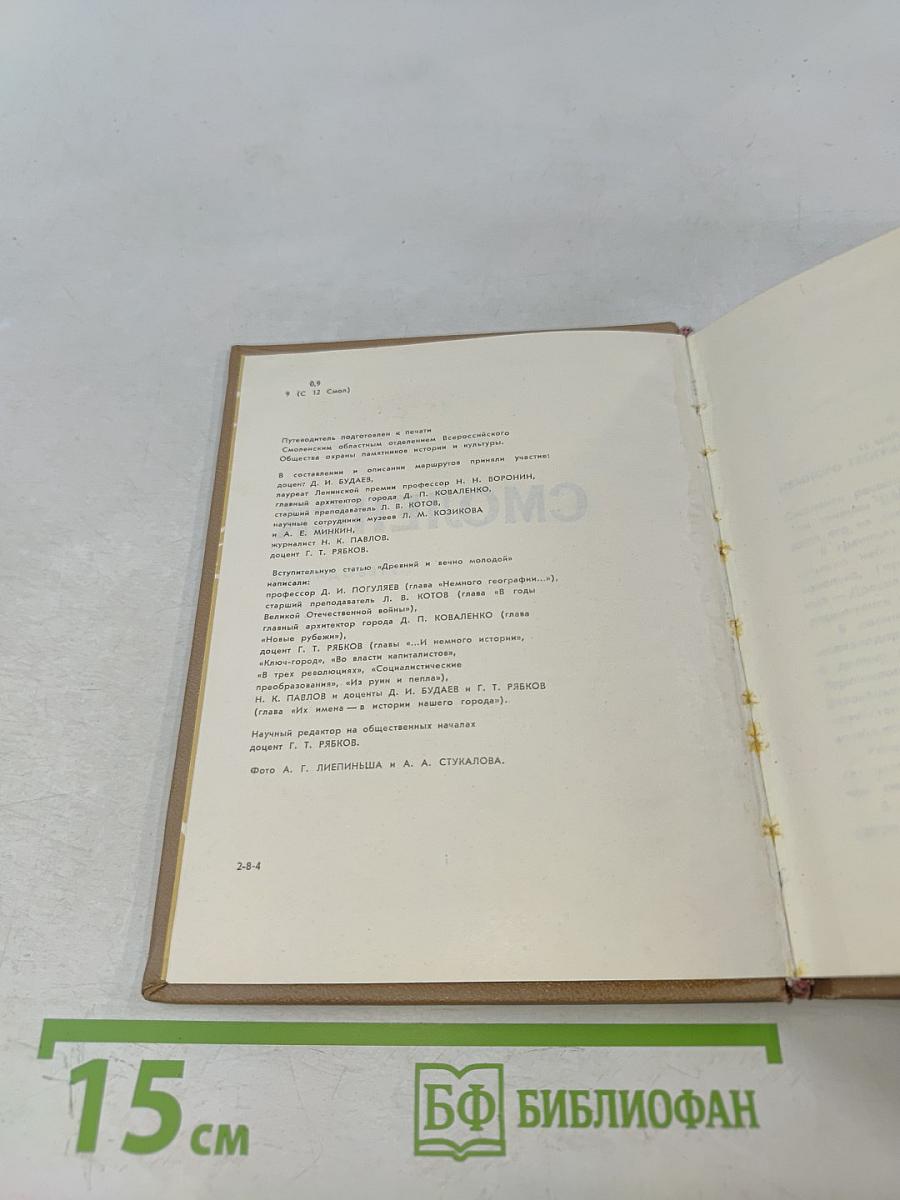 0,9
9 (С 12 Смол)
Путеводитель подготовлен к печати
Смоленским областным отделением Всероссийского
Общества охраны памятников истории и культуры.
В составлении и описании маршрутов приняли участие:
доцент Д. И. БУДАЕВ,
лауреат Ленинской премии профессор Н. Н. ВОРОНИН,
главный архитектор города Д. П. КОВАЛЕНКО,
старший преподаватель Л. В. КОТОВ,
научные сотрудники музеев Л. М. КОЗИКОВА
и А. Е. МИНКИН,
журналист Н. К. ПАВЛОВ.
доцент Г. Т. РЯБКОВ.
Вступительную статью «Древний и вечно молодой»
написали:
профессор Д. И. ПОГУЛЯЕВ (глава «Немного географии...»),
старший преподаватель Л. В. КОТОВ (глава «В годы
Великой Отечественной войны»),
главный архитектор города Д. П. КОВАЛЕНКО (глава
«Новые рубежи»),
доцент Г. Т. РЯБКОВ (главы «...И немного истории»,
«Ключ-город», «Во власти капиталистов»,
«В трех революциях», «Социалистические
преобразования», «Из руин и пепла»),
Н. К. ПАВЛОВ и доценты Д. И. БУДАЕВ и Г. Т. РЯБКОВ
(глава «Их имена — в истории нашего города»).
Научный редактор на общественных началах
доцент Г. Т. РЯБКОВ.
Фото А. Г. ЛИЕПИНЬША и А. А. СТУКАЛОВА.
2-8-4
15 см
БФ БИБЛИОФАН